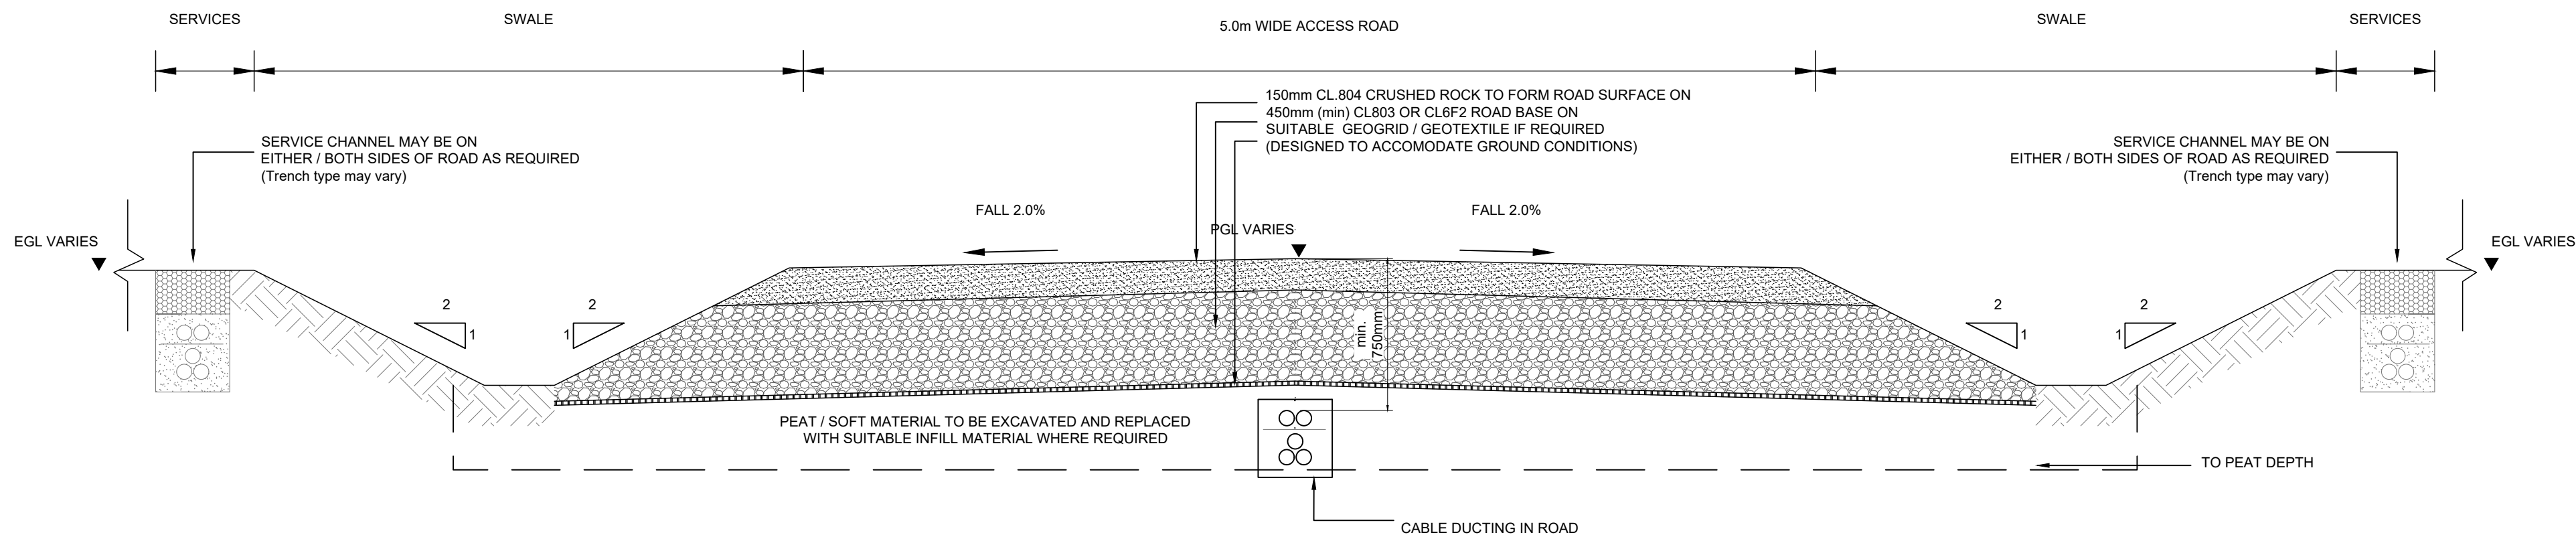 SERVICES
SWALE
5.0m WIDE ACCESS ROAD
SWALE
SERVICES
150mm CL.804 CRUSHED ROCK TO FORM ROAD SURFACE ON
450mm (min) CL803 OR CL6F2 ROAD BASE ON
SUITABLE GEOGRID / GEOTEXTILE IF REQUIRED
(DESIGNED TO ACCOMODATE GROUND CONDITIONS)
SERVICE CHANNEL MAY BE ON
EITHER / BOTH SIDES OF ROAD AS REQUIRED
(Trench type may vary)
SERVICE CHANNEL MAY BE ON
EITHER / BOTH SIDES OF ROAD AS REQUIRED
(Trench type may vary)
FALL 2.0%
FALL 2.0%
PGL VARIES
EGL VARIES
EGL VARIES
2
1
2
1
min.
750mm
2
1
2
1
PEAT / SOFT MATERIAL TO BE EXCAVATED AND REPLACED
WITH SUITABLE INFILL MATERIAL WHERE REQUIRED
TO PEAT DEPTH
CABLE DUCTING IN ROAD